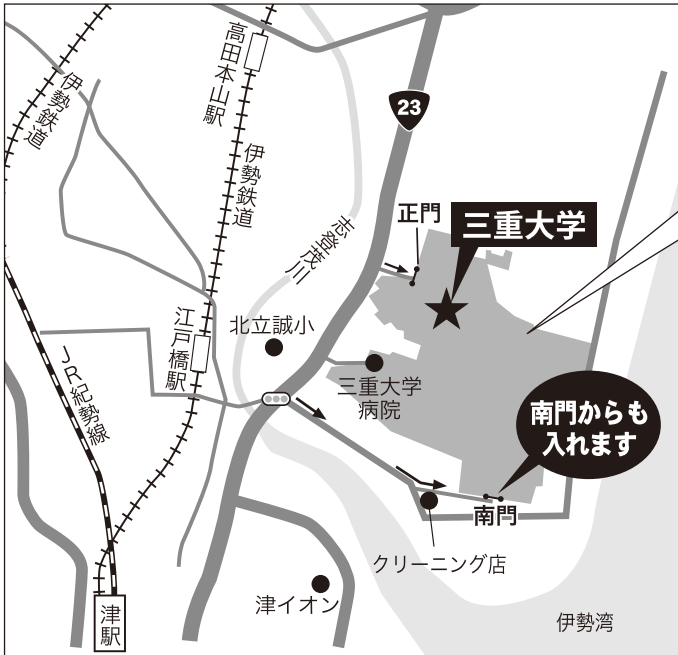 高田本山駅
伊勢鉄道
23
伊勢鉄道
正門
三重大学
志登茂川
北立誠小
江戸橋駅
三重大学
病院
JR紀勢線
南門からも
入れます
南門
クリーニング店
津イオン
津駅
伊勢湾